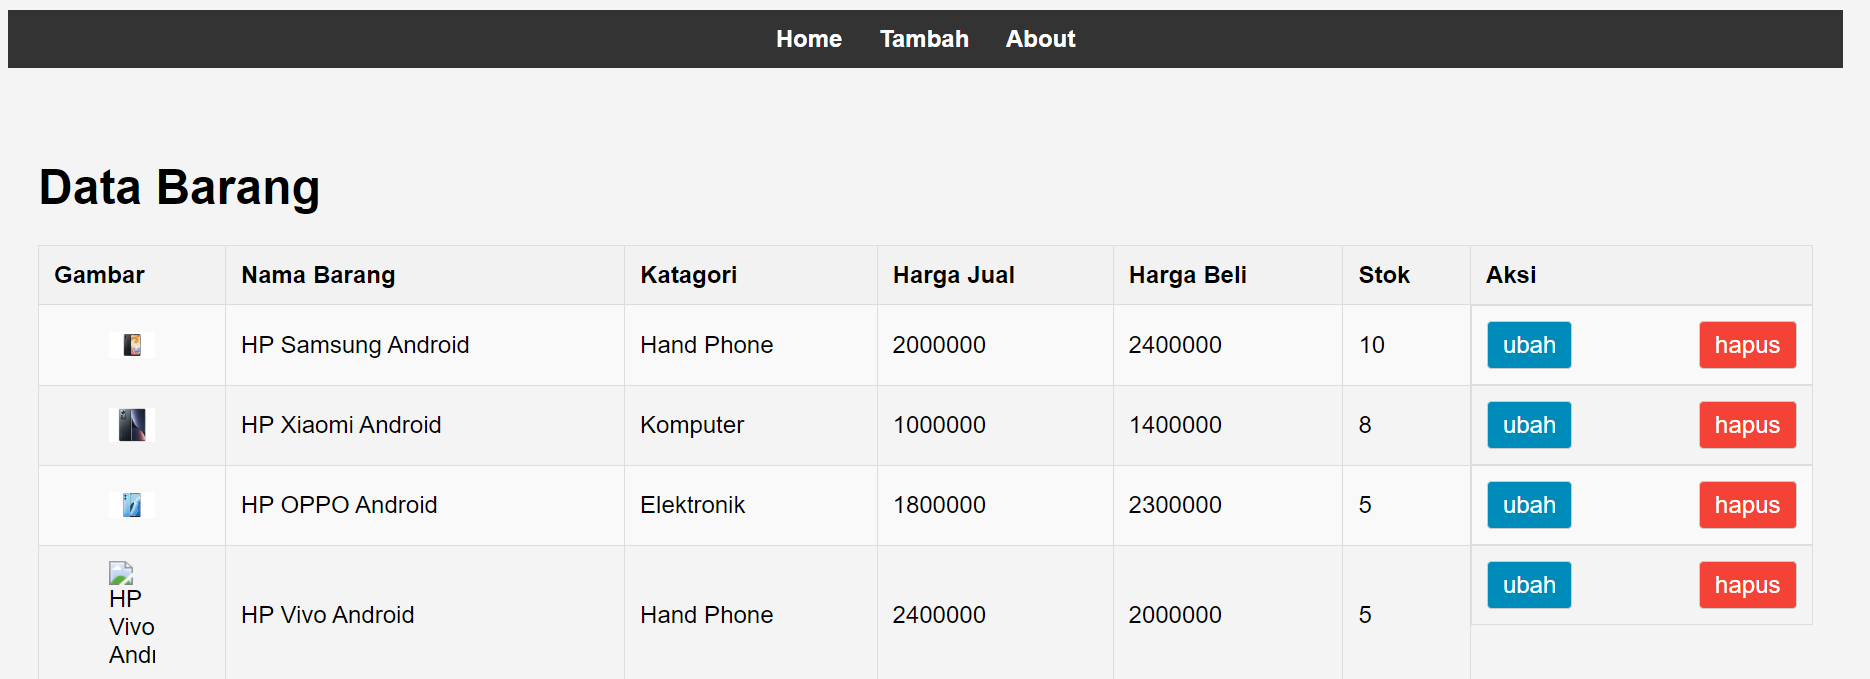 Home Tambah About
Data Barang
Gambar Nama Barang Katagori Harga Jual Harga Beli Stok Aksi
HP Samsung Android Hand Phone 2000000 2400000 10 ubah hapus
HP Xiaomi Android Komputer 1000000 1400000 8 ubah hapus
HP OPPO Android Elektronik 1800000 2300000 5 ubah hapus
HP
Vivo
Andr
HP Vivo Android Hand Phone 2400000 2000000 5 ubah hapus